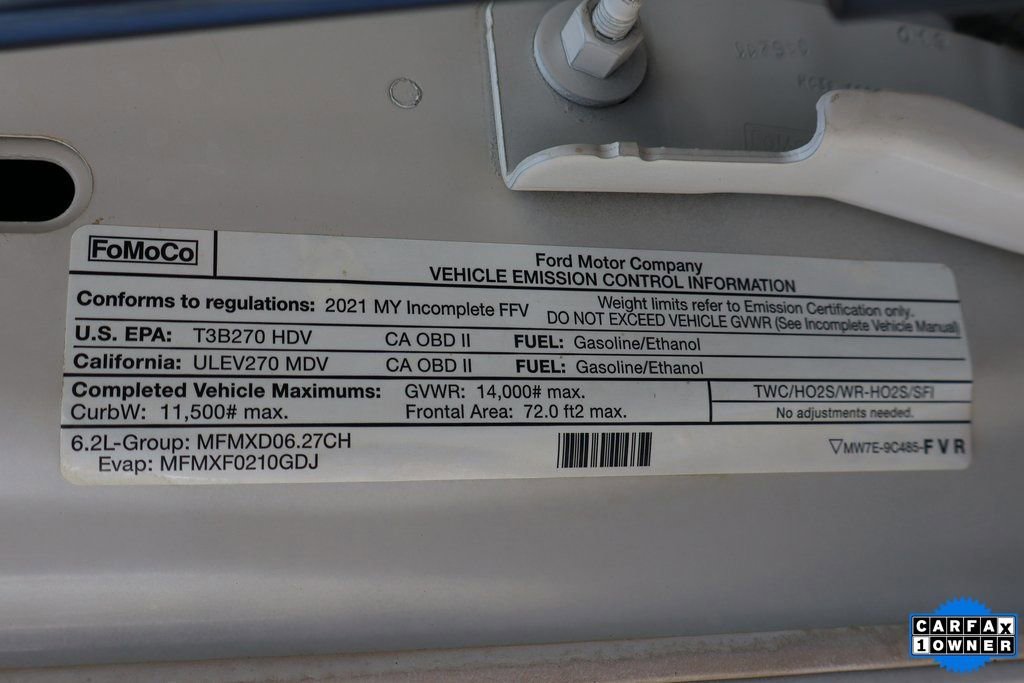 FoMoCo
Ford Motor Company
VEHICLE EMISSION CONTROL INFORMATION
Conforms to regulations: 2021 MY Incomplete FFV
Weight limits refer to Emission Certification only.
DO NOT EXCEED VEHICLE GVWR (See Incomplete Vehicle Manual)
U.S. EPA: T3B270 HDV CA OBD II FUEL: Gasoline/Ethanol
California: ULEV270 MDV CA OBD II FUEL: Gasoline/Ethanol
Completed Vehicle Maximums: GVWR: 14,000# max.
CurbW: 11,500# max. Frontal Area: 72.0 ft2 max.
TWC/HO2S/WR-HO2S/SFI
No adjustments needed.
6.2L-Group: MFMXD06.27CH
Evap: MFMXF0210GDJ
MW7E-9C485-FVR
CARFAX
1 OWNER